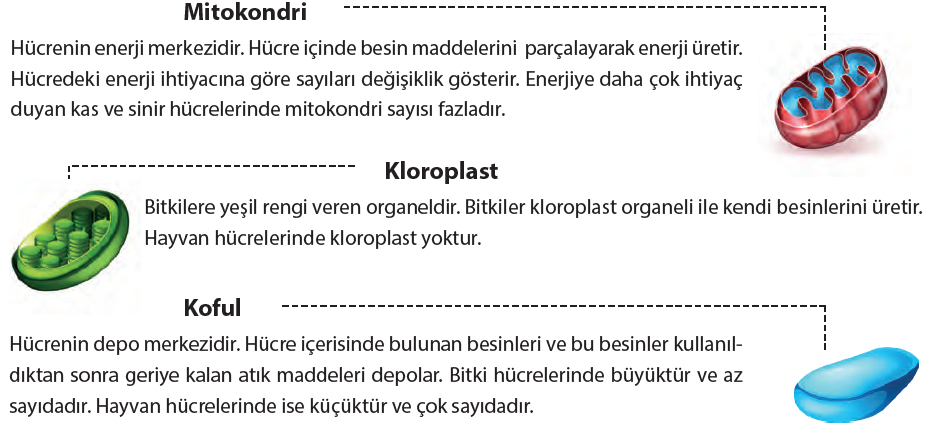 Mitokondri
Hücrenin enerji merkezidir. Hücre içinde besin maddelerini parçalayarak enerji üretir.
Hücredeki enerji ihtiyacına göre sayıları değişiklik gösterir. Enerjiye daha çok ihtiyaç
duyan kas ve sinir hücrelerinde mitokondri sayısı fazladır.
Kloroplast
Bitkilere yeşil rengi veren organeldir. Bitkiler kloroplast organeli ile kendi besinlerini üretir.
Hayvan hücrelerinde kloroplast yoktur.
Koful
Hücrenin depo merkezidir. Hücre içerisinde bulunan besinleri ve bu besinler kullanıl-
dıktan sonra geriye kalan atık maddeleri depolar. Bitki hücrelerinde büyüktür ve az
sayıdadır. Hayvan hücrelerinde ise küçüktür ve çok sayıdadır.